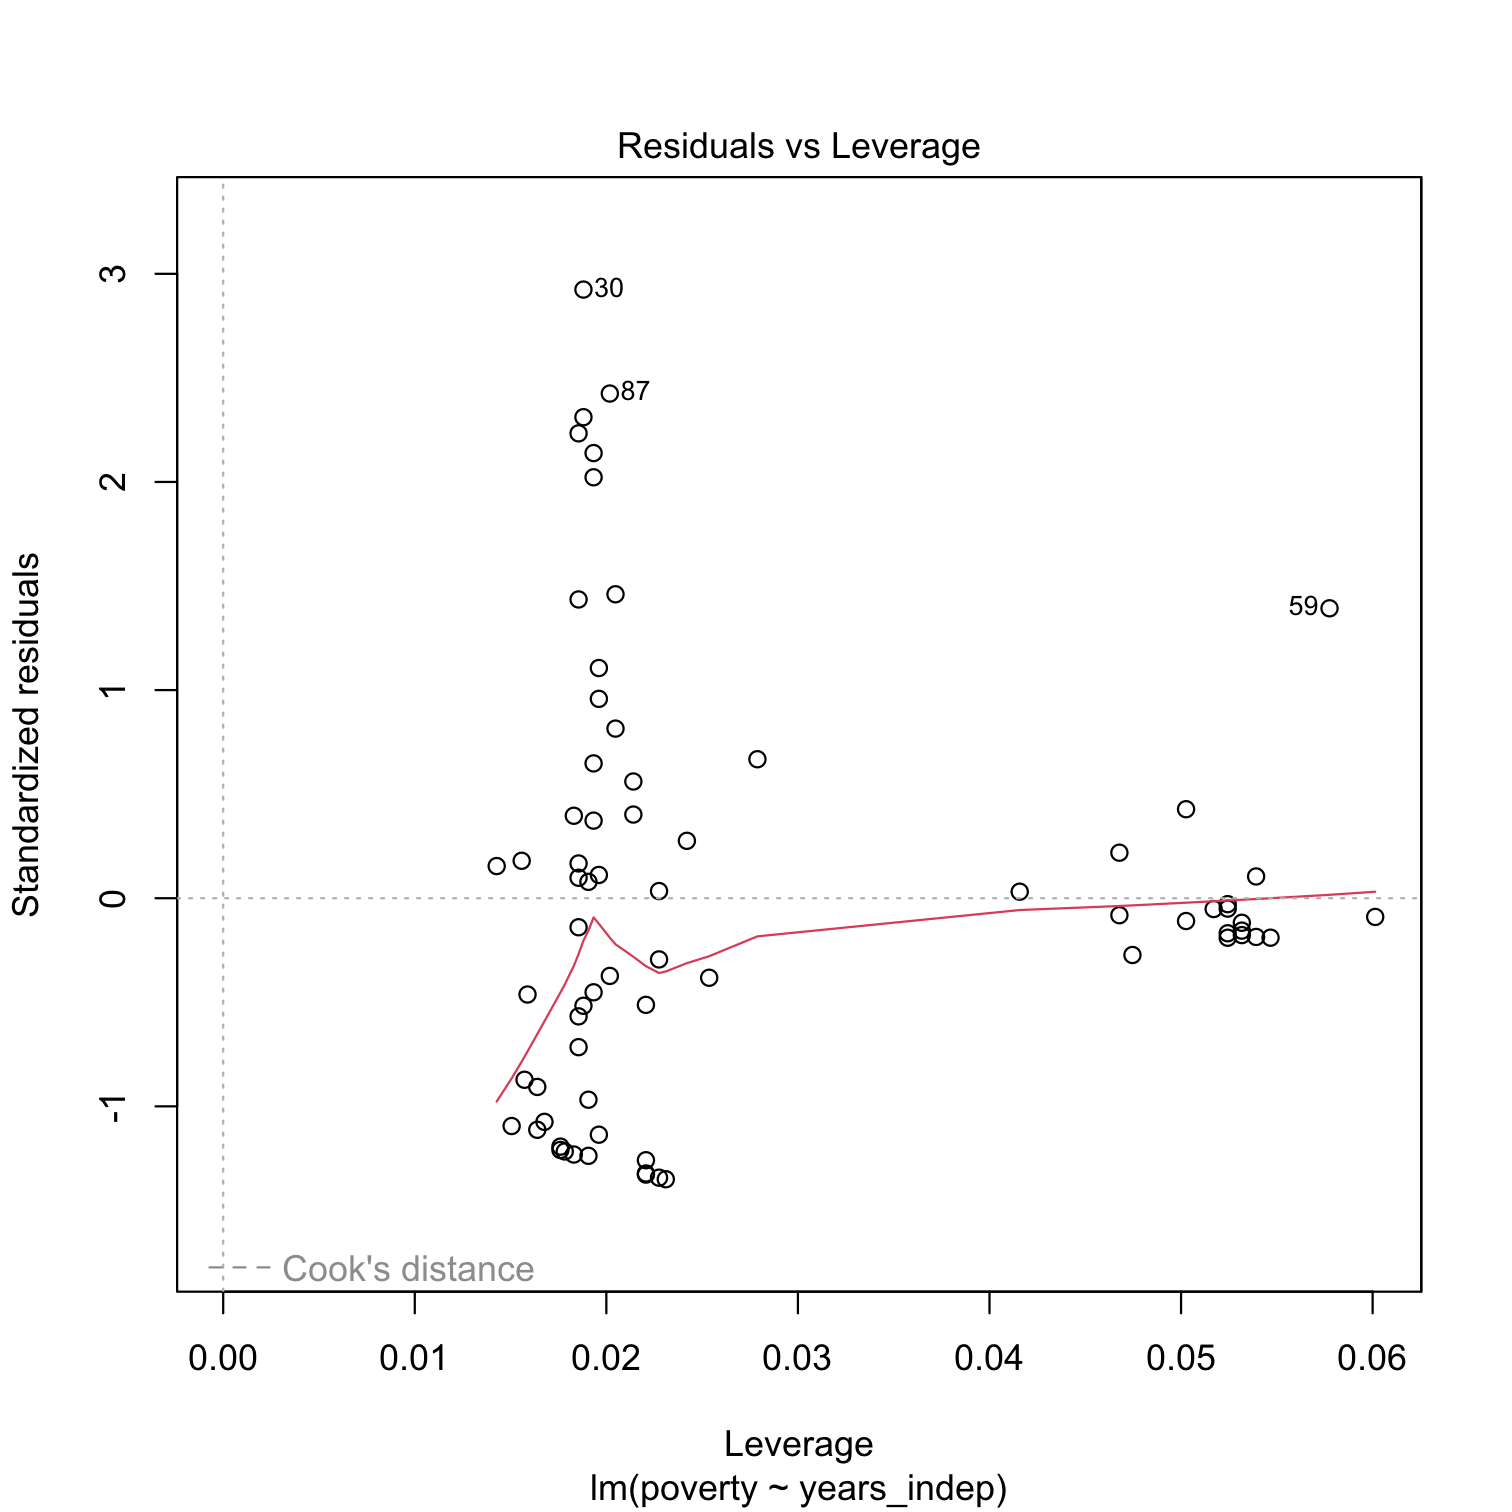 Residuals vs Leverage
3
2
1
0
-1
Standardized residuals
30
87
59
Cook's distance
0.00 0.01 0.02 0.03 0.04 0.05 0.06
Leverage
lm(poverty ~ years_indep)